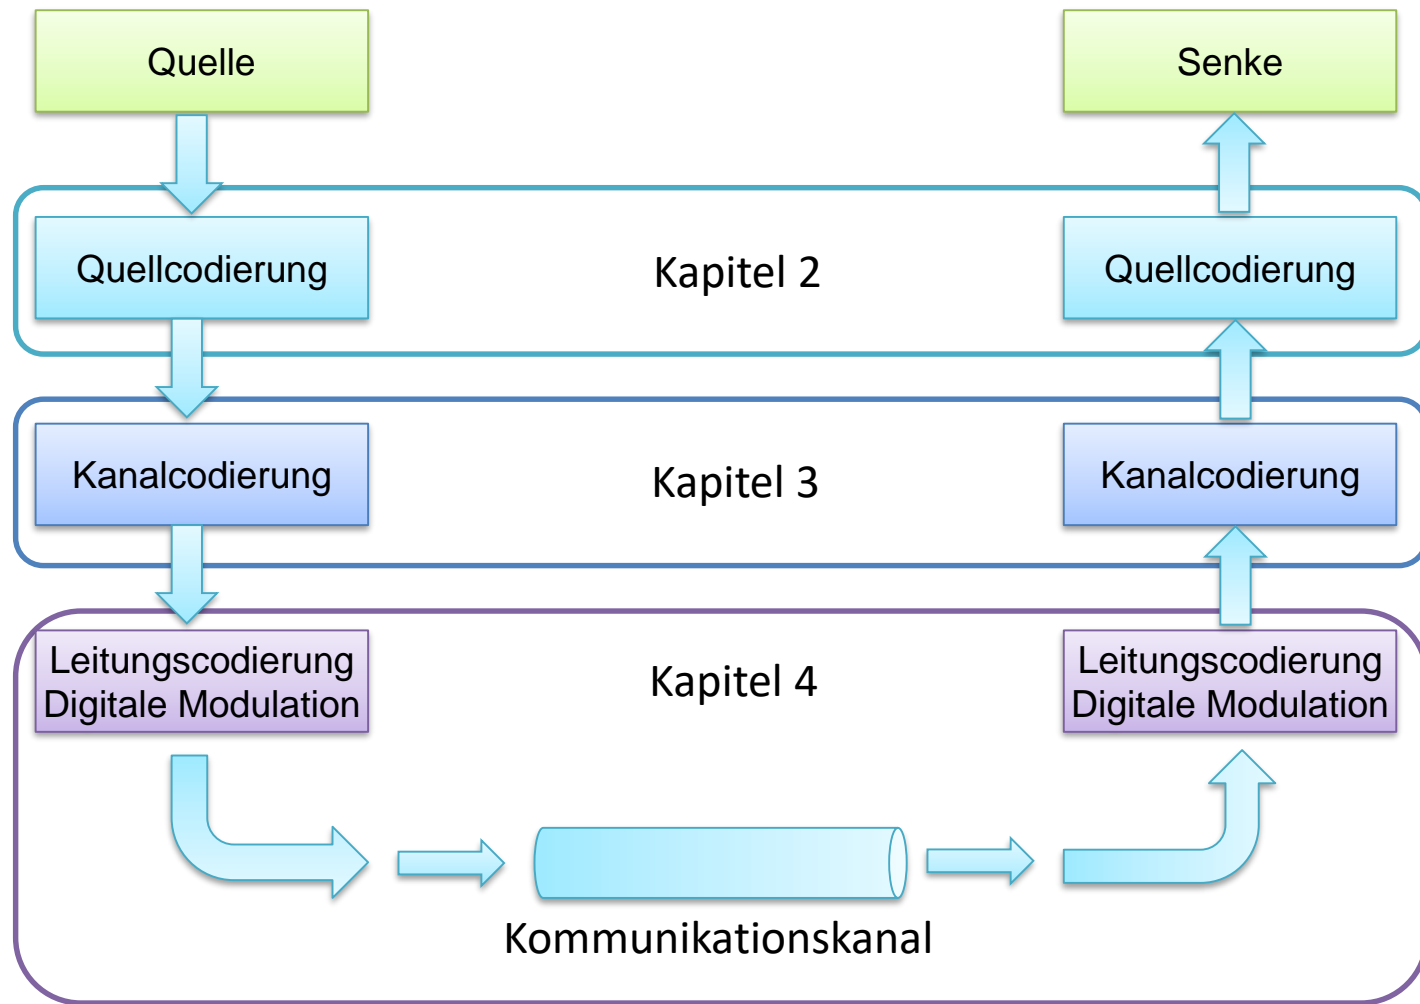 Quelle
Senke
Quellcodierung
Kapitel 2
Quellcodierung
Kanalcodierung
Kapitel 3
Kanalcodierung
Leitungscodierung
Digitale Modulation
Kapitel 4
Leitungscodierung
Digitale Modulation
Kommunikationskanal